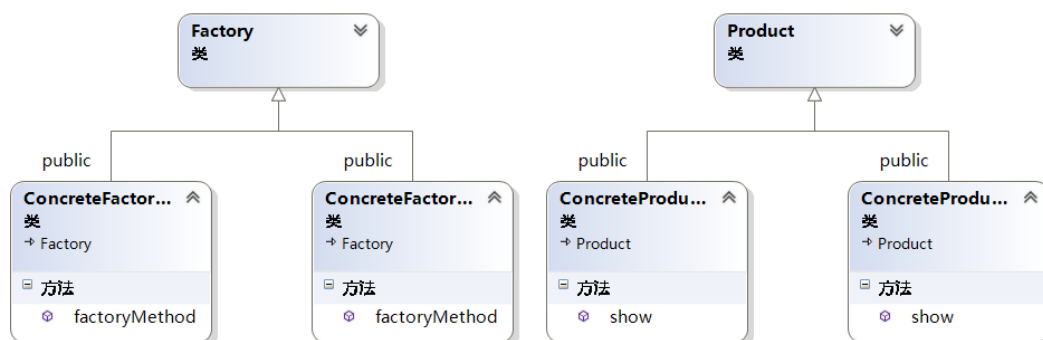 Factory
类
Product
类
public
public
public
public
ConcreteFactor...
类
Factory
方法
factoryMethod
ConcreteFactor...
类
Factory
方法
factoryMethod
ConcreteProdu...
类
Product
方法
show
ConcreteProdu...
类
Product
方法
show